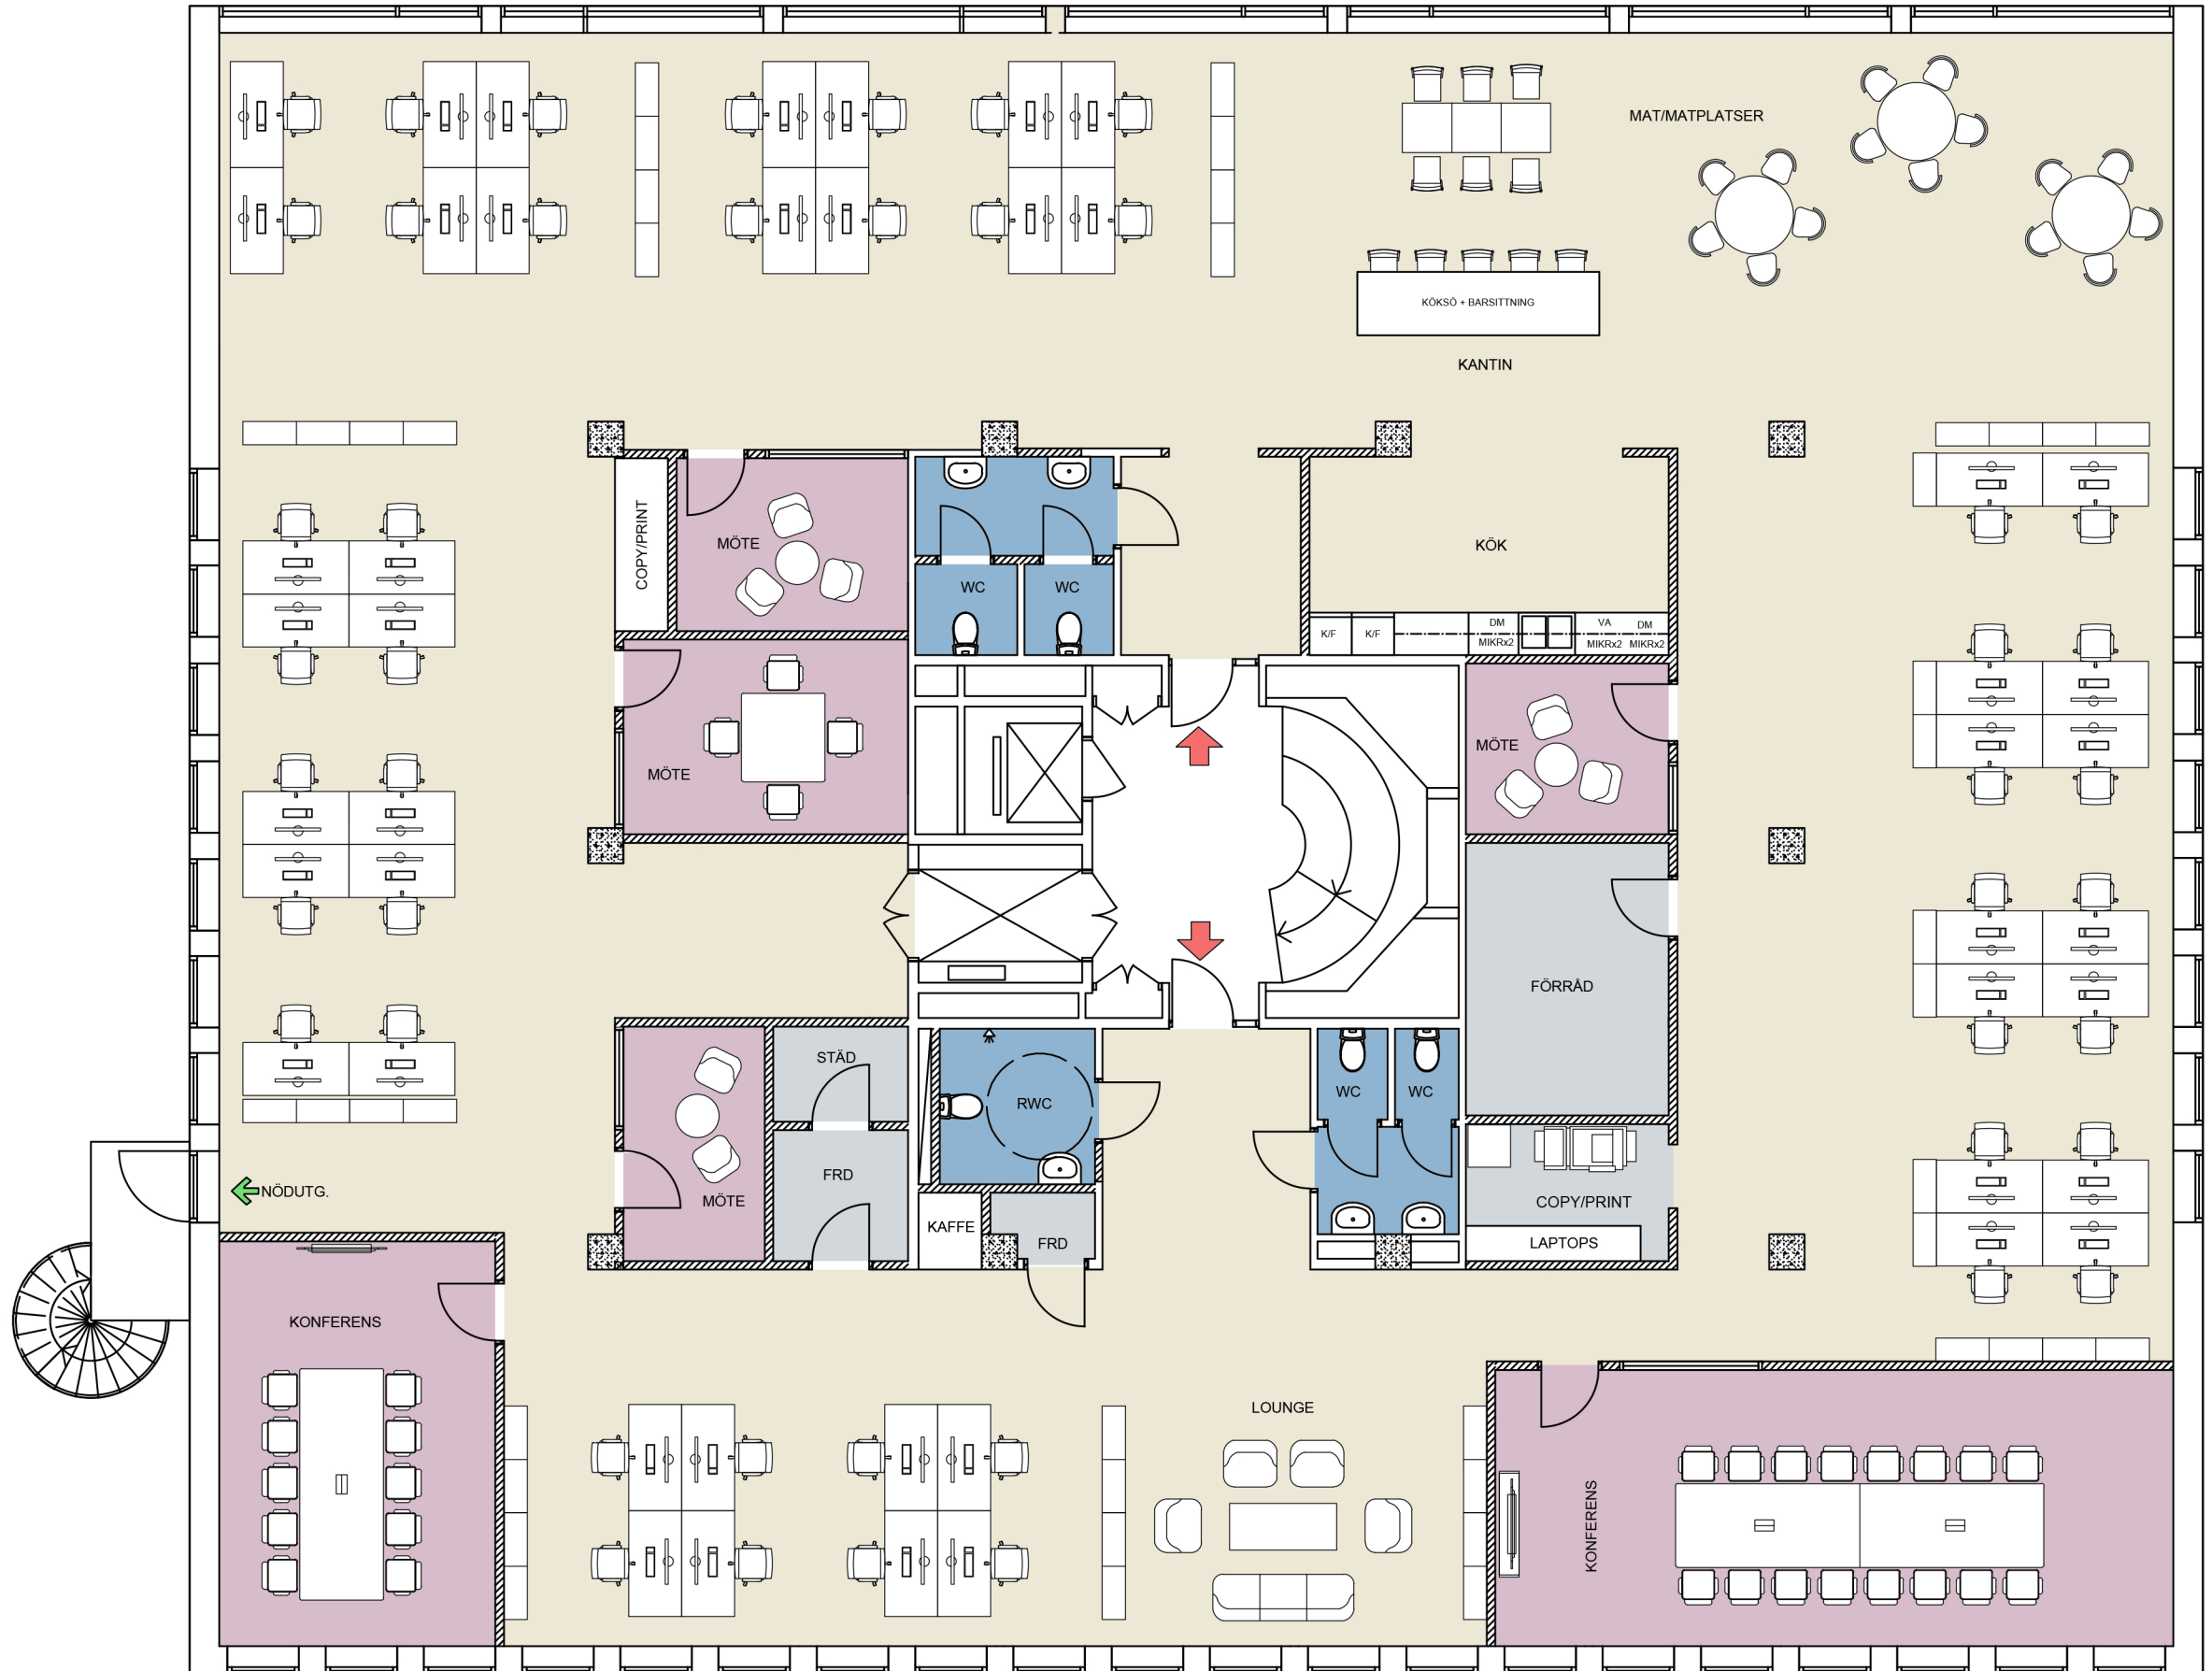 MAT/MATPLATSER
KÖKSÖ + BARSITTNING
KANTIN
COPY/PRINT
MÖTE
WC
WC
KÖK
K/F
K/F
DM
MIKRx2
VA
MIKRx2
DM
MIKRx2
MÖTE
MÖTE
FÖRRÅD
STÄD
RWC
WC
WC
FRD
MÖTE
NÖDUTG.
KAFFE
FRD
COPY/PRINT
LAPTOPS
KONFERENS
LOUNGE
KONFERENS